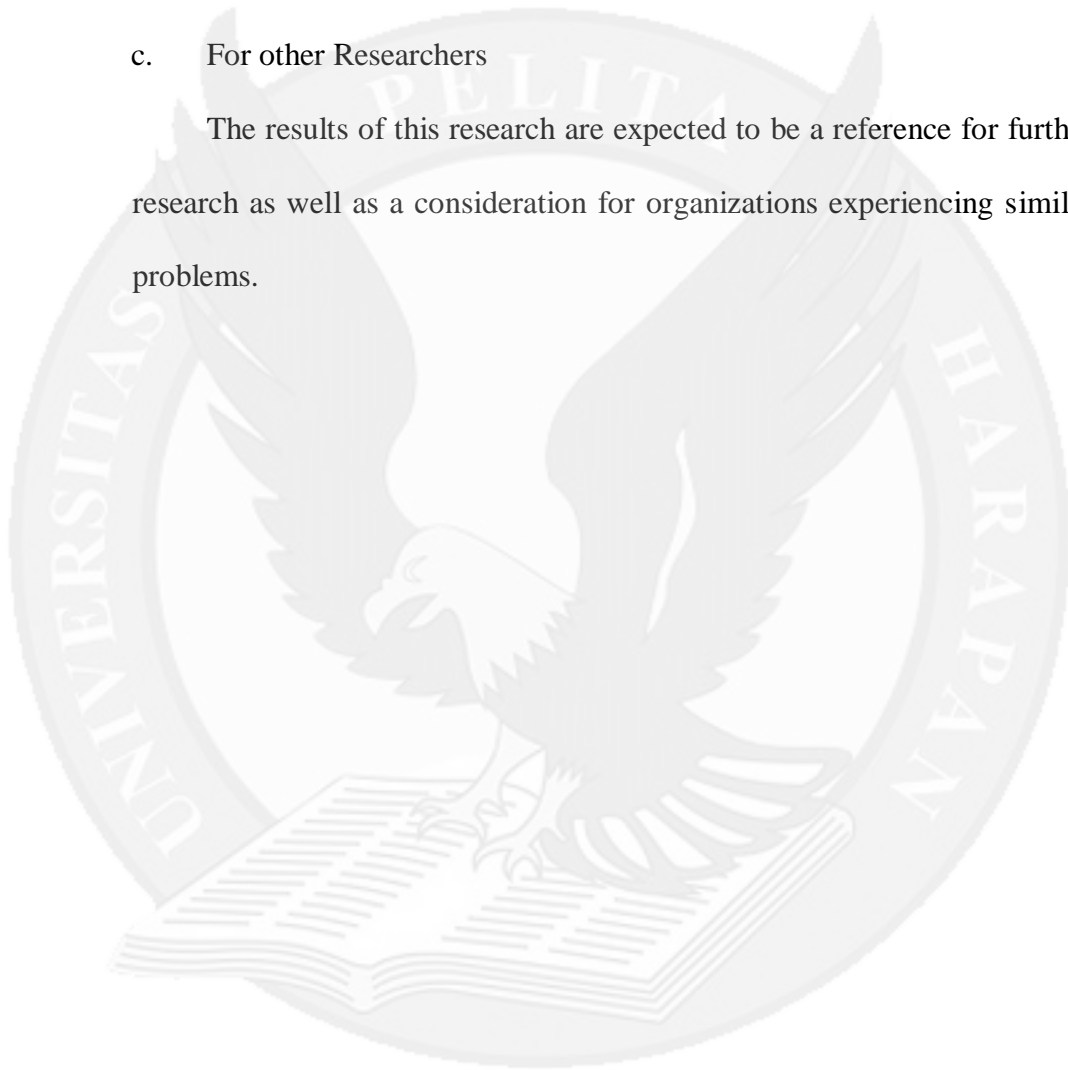 c. For other Researchers
PELITA
The results of this research are expected to be a reference for furth
research as well as a consideration for organizations experiencing simil
problems.
UNIVERSITAS
HARAPAN